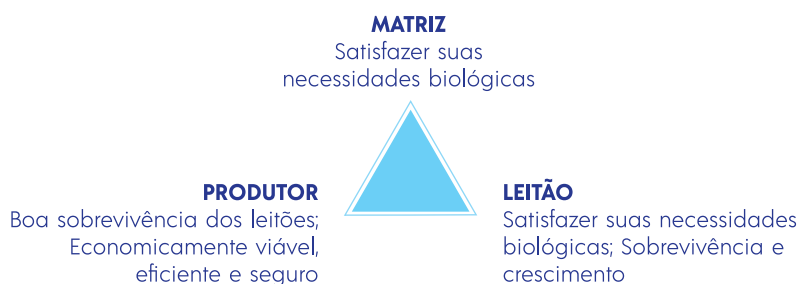 MATRIZ
Satisfazer suas
necessidades biológicas
PRODUTOR
Boa sobrevivência dos leitões;
Economicamente viável,
eficiente e seguro
LEITÃO
Satisfazer suas necessidades
biológicas; Sobrevivência e
crescimento